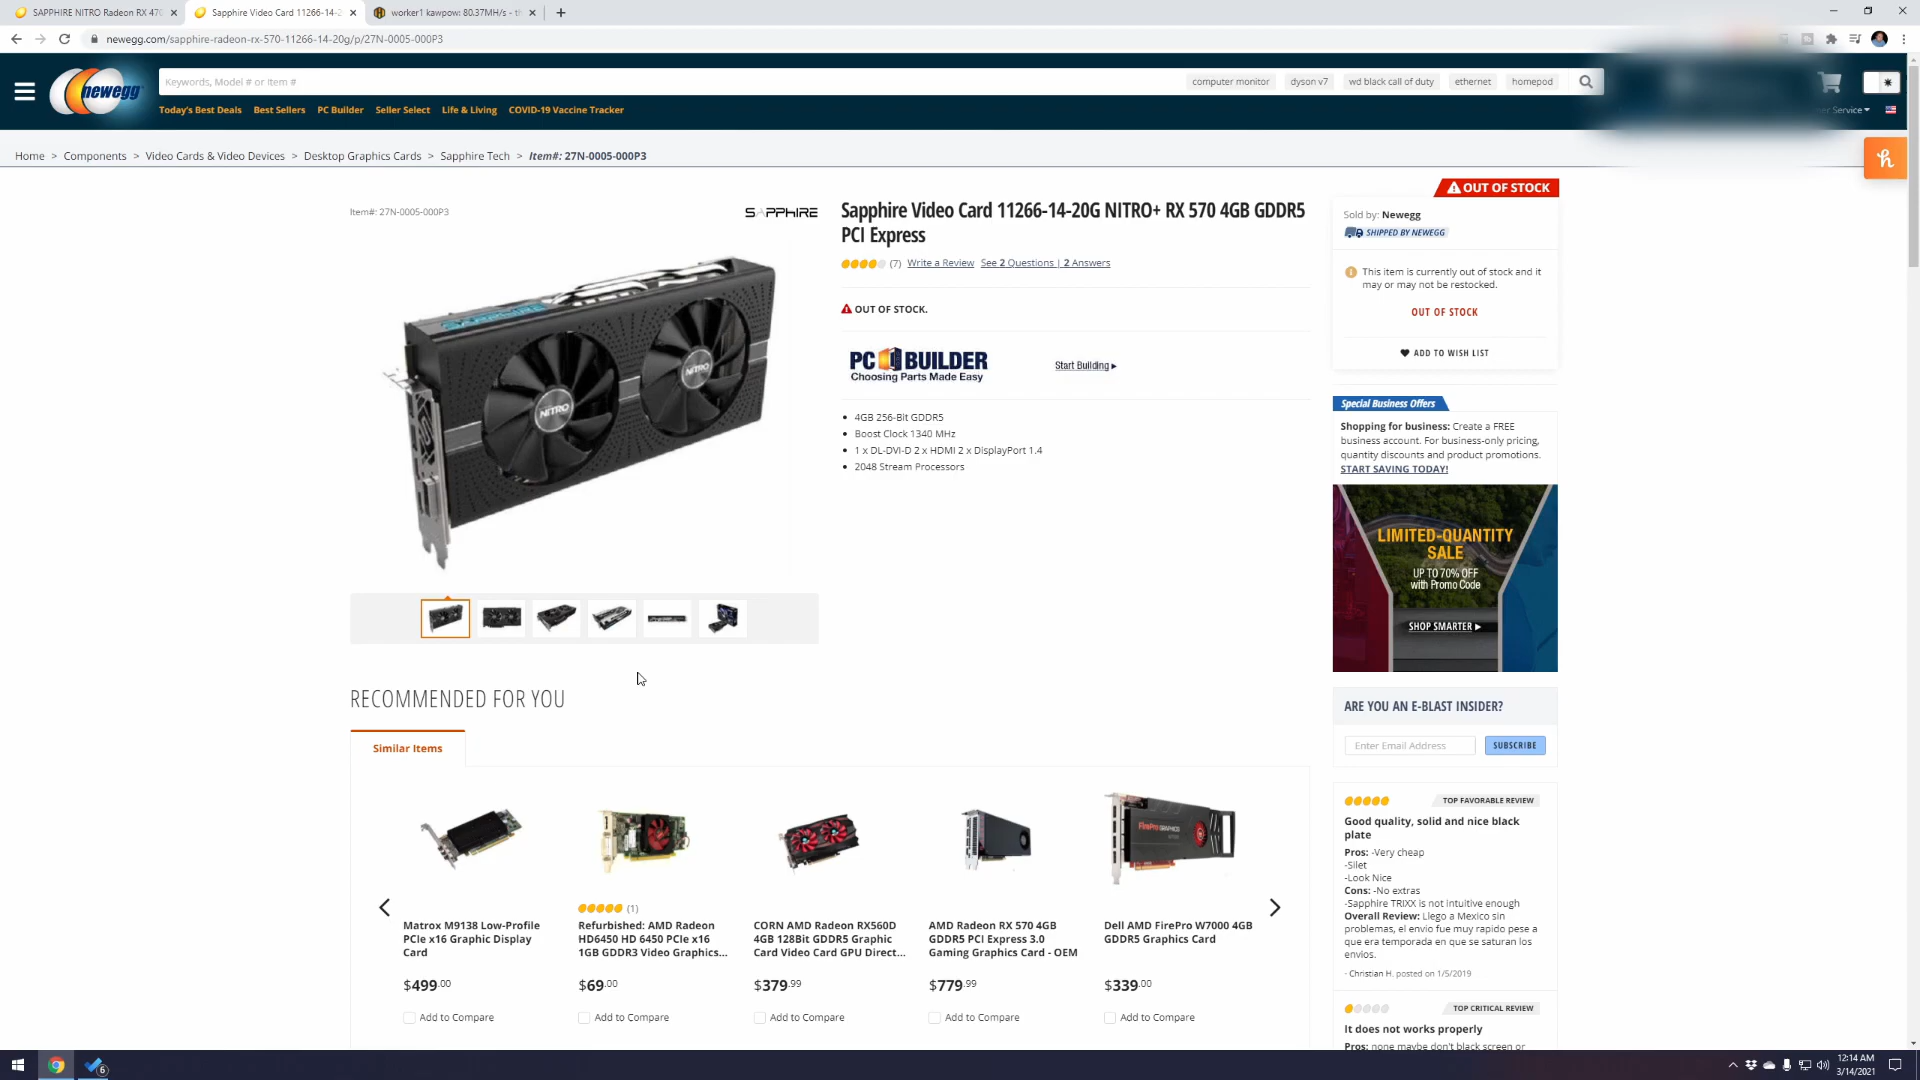 SAPPHIRE NITRO Radeon RX 470
Sapphire Video Card 11266-14-2
worker1 kawpow: 80.37MH/s - th
newegg.com/sapphire-radeon-rx-570-11266-14-20g/p/27N-0005-000P3
newegg
Keywords, Model # or Item #
computer monitor
dyson v7
wd black call of duty
ethernet
homepod
Today's Best Deals
Best Sellers
PC Builder
Seller Select
Life & Living
COVID-19 Vaccine Tracker
Service
Home > Components > Video Cards & Video Devices > Desktop Graphics Cards > Sapphire Tech > Item#: 27N-0005-000P3
Item#: 27N-0005-000P3
SAPPHIRE
SAPPHIRE
NITRO
NITRO
Sapphire Video Card 11266-14-20G NITRO+ RX 570 4GB GDDR5
PCI Express
(7) Write a Review See 2 Questions | 2 Answers
OUT OF STOCK.
PC BUILDER
Choosing Parts Made Easy
Start Building
• 4GB 256-Bit GDDR5
• Boost Clock 1340 MHz
• 1 x DL-DVI-D 2 x HDMI 2 x DisplayPort 1.4
• 2048 Stream Processors
OUT OF STOCK
Sold by: Newegg
SHIPPED BY NEWEGG
This item is currently out of stock and it
may or may not be restocked.
OUT OF STOCK
ADD TO WISH LIST
Special Business Offers
Shopping for business: Create a FREE
business account. For business-only pricing,
quantity discounts and product promotions.
START SAVING TODAY!
LIMITED-QUANTITY
SALE
UP TO 70% OFF
with Promo Code
SHOP SMARTER
ARE YOU AN E-BLAST INSIDER?
Enter Email Address
SUBSCRIBE
TOP FAVORABLE REVIEW
Good quality, solid and nice black
plate
Pros: -Very cheap
-Silet
-Look Nice
Cons: -No extras
-Sapphire TRIXX is not intuitive enough
Overall Review: Llego a Mexico sin
problemas, el envio fue muy rapido pese a
que era temporada en que se saturan los
envios.
- Christian H. posted on 1/5/2019
TOP CRITICAL REVIEW
It does not works properly
Pros: none maybe don't black screen or
RECOMMENDED FOR YOU
Similar Items
FirePro GRAPHICS
Matrox M9138 Low-Profile
PCIe x16 Graphic Display
Card
$499.00
Add to Compare
(1)
Refurbished: AMD Radeon
HD6450 HD 6450 PCIe x16
1GB GDDR3 Video Graphics...
$69.00
Add to Compare
CORN AMD Radeon RX560D
4GB 128Bit GDDR5 Graphic
Card Video Card GPU Direct...
$379.99
Add to Compare
AMD Radeon RX 570 4GB
GDDR5 PCI Express 3.0
Gaming Graphics Card - OEM
$779.99
Add to Compare
Dell AMD FirePro W7000 4GB
GDDR5 Graphics Card
$339.00
Add to Compare
6
12:14 AM
3/14/2021